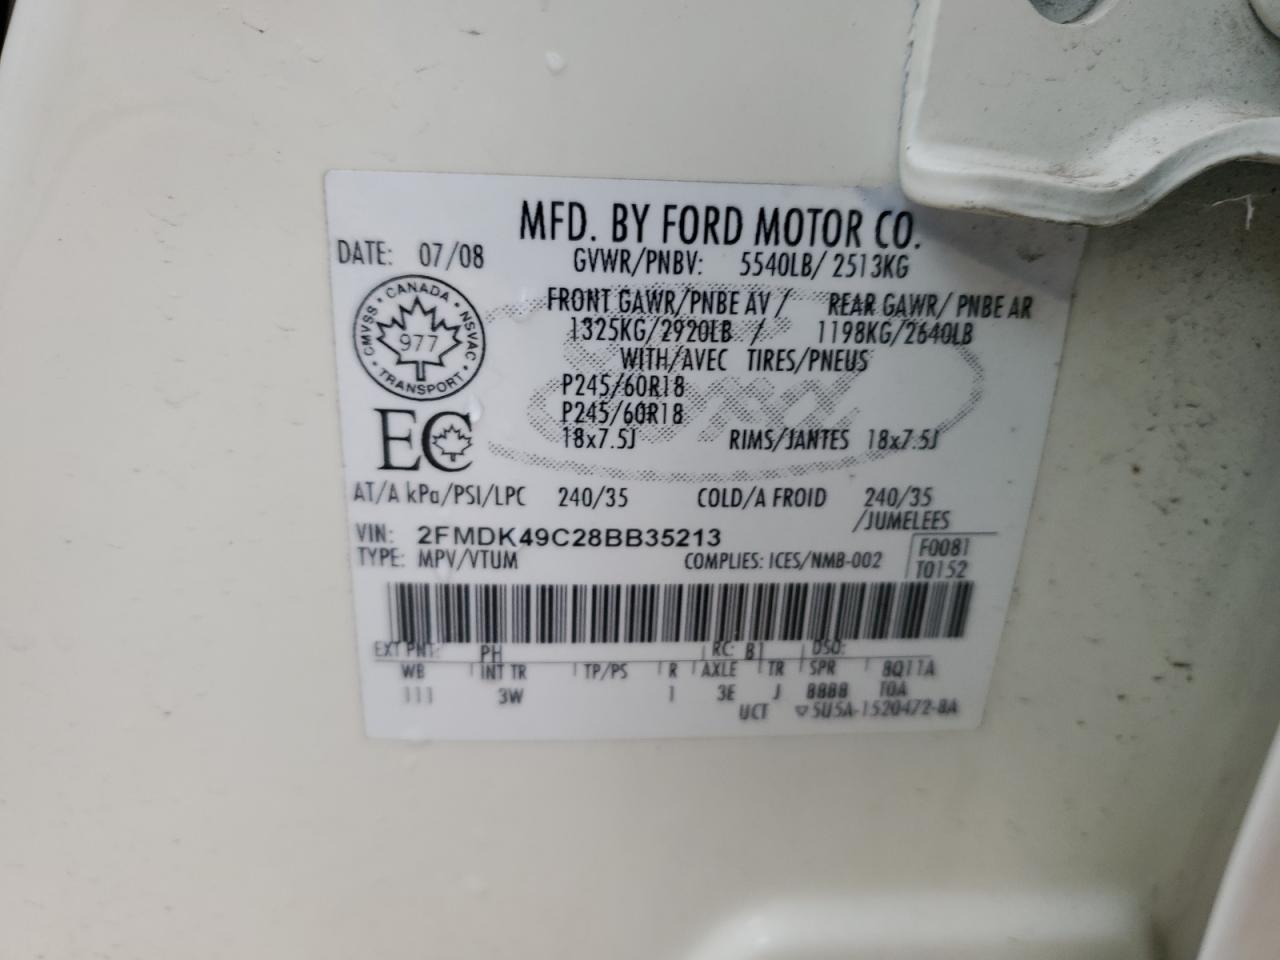 MFD. BY FORD MOTOR CO.
DATE: 07/08
GVWR/PNBV: 5540LB/ 2513KG
FRONT GAWR/PNBE AV / REAR GAWR/ PNBE AR
1325KG/2920LB / 1198KG/2640LB
WITH/AVEC TIRES/PNEUS
P245/60R18
P245/60R18
18x7.5J RIMS/JANTES 18x7.5J
CANADA · NSVAC · TRANSPORT · CMVSS
977
EC
AT/A kPa/PSI/LPC 240/35 COLD/A FROID 240/35
/JUMELEES
VIN: 2FMDK49C28BB35213
TYPE: MPV/VTUM COMPLIES: ICES/NMB-002
F0081
T0152
EXT PNT: PH RC: B1 DSO:
WB INT TR TP/PS R AXLE TR SPR 8Q11A
111 3W 1 3E J 8888 T0A
UCT ▽5U5A-1520472-8A